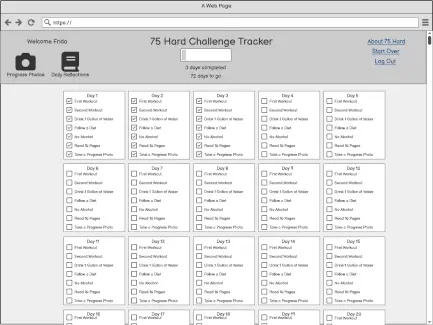 A Web Page
https://
Welcome Frida
75 Hard Challenge Tracker
About 75 Hard
Start Over
Log Out
Progress Photos
Daily Reflections
3 days completed
72 days to go
Day 1
First Workout
Second Workout
Drink 1 Gallon of Water
Follow a Diet
No Alcohol
Read 10 Pages
Take a Progress Photo
Day 2
First Workout
Second Workout
Drink 1 Gallon of Water
Follow a Diet
No Alcohol
Read 10 Pages
Take a Progress Photo
Day 3
First Workout
Second Workout
Drink 1 Gallon of Water
Follow a Diet
No Alcohol
Read 10 Pages
Take a Progress Photo
Day 4
First Workout
Second Workout
Drink 1 Gallon of Water
Follow a Diet
No Alcohol
Read 10 Pages
Take a Progress Photo
Day 5
First Workout
Second Workout
Drink 1 Gallon of Water
Follow a Diet
No Alcohol
Read 10 Pages
Take a Progress Photo
Day 6
First Workout
Second Workout
Drink 1 Gallon of Water
Follow a Diet
No Alcohol
Read 10 Pages
Take a Progress Photo
Day 7
First Workout
Second Workout
Drink 1 Gallon of Water
Follow a Diet
No Alcohol
Read 10 Pages
Take a Progress Photo
Day 8
First Workout
Second Workout
Drink 1 Gallon of Water
Follow a Diet
No Alcohol
Read 10 Pages
Take a Progress Photo
Day 9
First Workout
Second Workout
Drink 1 Gallon of Water
Follow a Diet
No Alcohol
Read 10 Pages
Take a Progress Photo
Day 10
First Workout
Second Workout
Drink 1 Gallon of Water
Follow a Diet
No Alcohol
Read 10 Pages
Take a Progress Photo
Day 11
First Workout
Second Workout
Drink 1 Gallon of Water
Follow a Diet
No Alcohol
Read 10 Pages
Take a Progress Photo
Day 12
First Workout
Second Workout
Drink 1 Gallon of Water
Follow a Diet
No Alcohol
Read 10 Pages
Take a Progress Photo
Day 13
First Workout
Second Workout
Drink 1 Gallon of Water
Follow a Diet
No Alcohol
Read 10 Pages
Take a Progress Photo
Day 14
First Workout
Second Workout
Drink 1 Gallon of Water
Follow a Diet
No Alcohol
Read 10 Pages
Take a Progress Photo
Day 15
First Workout
Second Workout
Drink 1 Gallon of Water
Follow a Diet
No Alcohol
Read 10 Pages
Take a Progress Photo
Day 16
First Workout
Day 17
First Workout
Day 18
First Workout
Day 19
First Workout
Day 20
First Workout